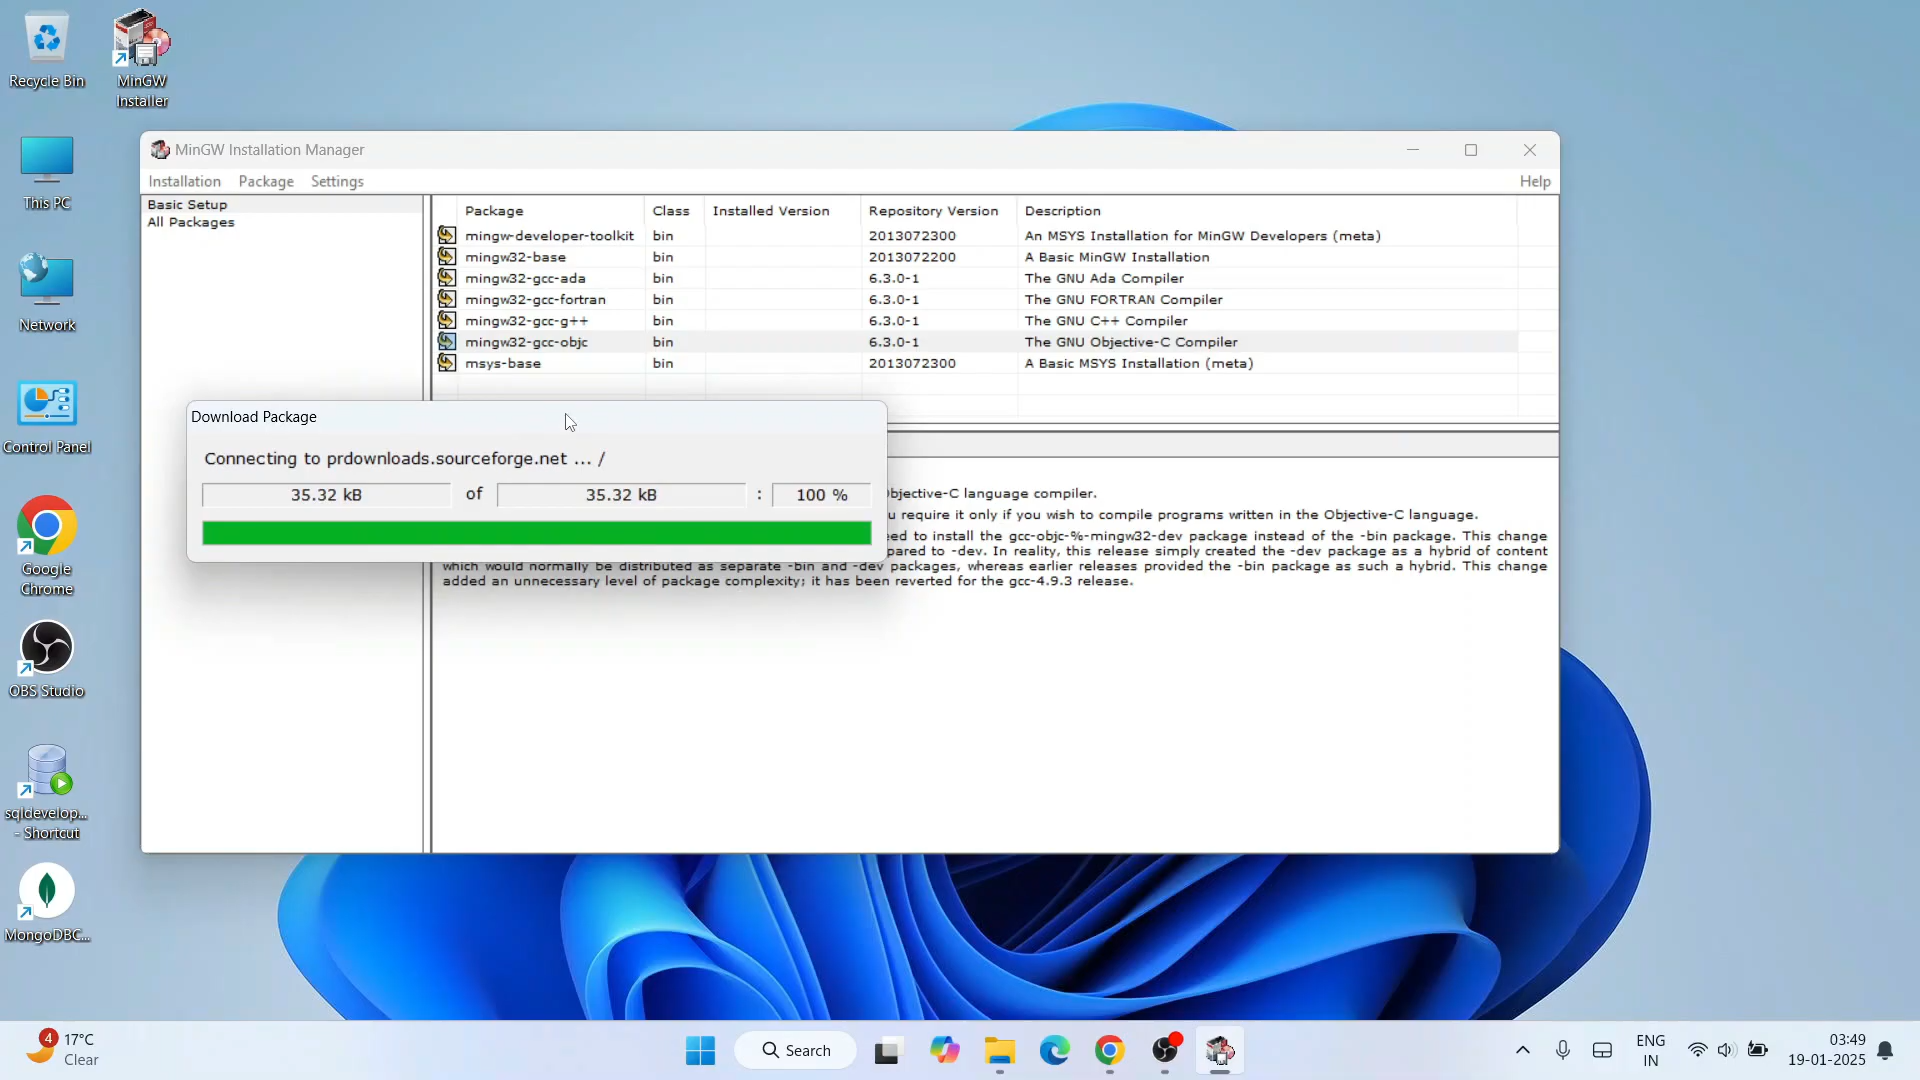 Recycle Bin
MinGW
Installer
This PC
Network
Control Panel
Google
Chrome
OBS Studio
sqldevelop...
- Shortcut
MongoDBC...
MinGW Installation Manager
Installation Package Settings Help
Basic Setup
All Packages
Package Class Installed Version Repository Version Description
mingw-developer-toolkit bin 2013072300 An MSYS Installation for MinGW Developers (meta)
mingw32-base bin 2013072200 A Basic MinGW Installation
mingw32-gcc-ada bin 6.3.0-1 The GNU Ada Compiler
mingw32-gcc-fortran bin 6.3.0-1 The GNU FORTRAN Compiler
mingw32-gcc-g++ bin 6.3.0-1 The GNU C++ Compiler
mingw32-gcc-objc bin 6.3.0-1 The GNU Objective-C Compiler
msys-base bin 2013072300 A Basic MSYS Installation (meta)
Download Package
Connecting to prdownloads.sourceforge.net ... /
35.32 kB of 35.32 kB : 100 %
bjective-C language compiler.
u require it only if you wish to compile programs written in the Objective-C language.
ed to install the gcc-objc-%-mingw32-dev package instead of the -bin package. This change
pared to -dev. In reality, this release simply created the -dev package as a hybrid of content
which would normally be distributed as separate -bin and -dev packages, whereas earlier releases provided the -bin package as such a hybrid. This change
added an unnecessary level of package complexity; it has been reverted for the gcc-4.9.3 release.
4
17°C
Clear
Search
ENG
IN
03:49
19-01-2025